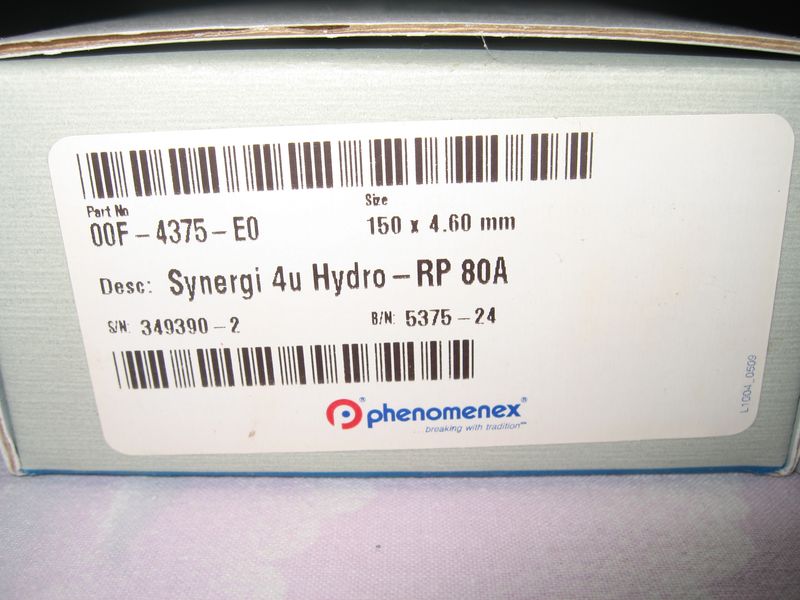 Part No
Size
00F-4375-E0
150 x 4.60 mm
Desc: Synergi 4u Hydro-RP 80A
S/N: 349390-2
B/N: 5375-24
phenomenex®
...breaking with tradition℠
L1004_0509